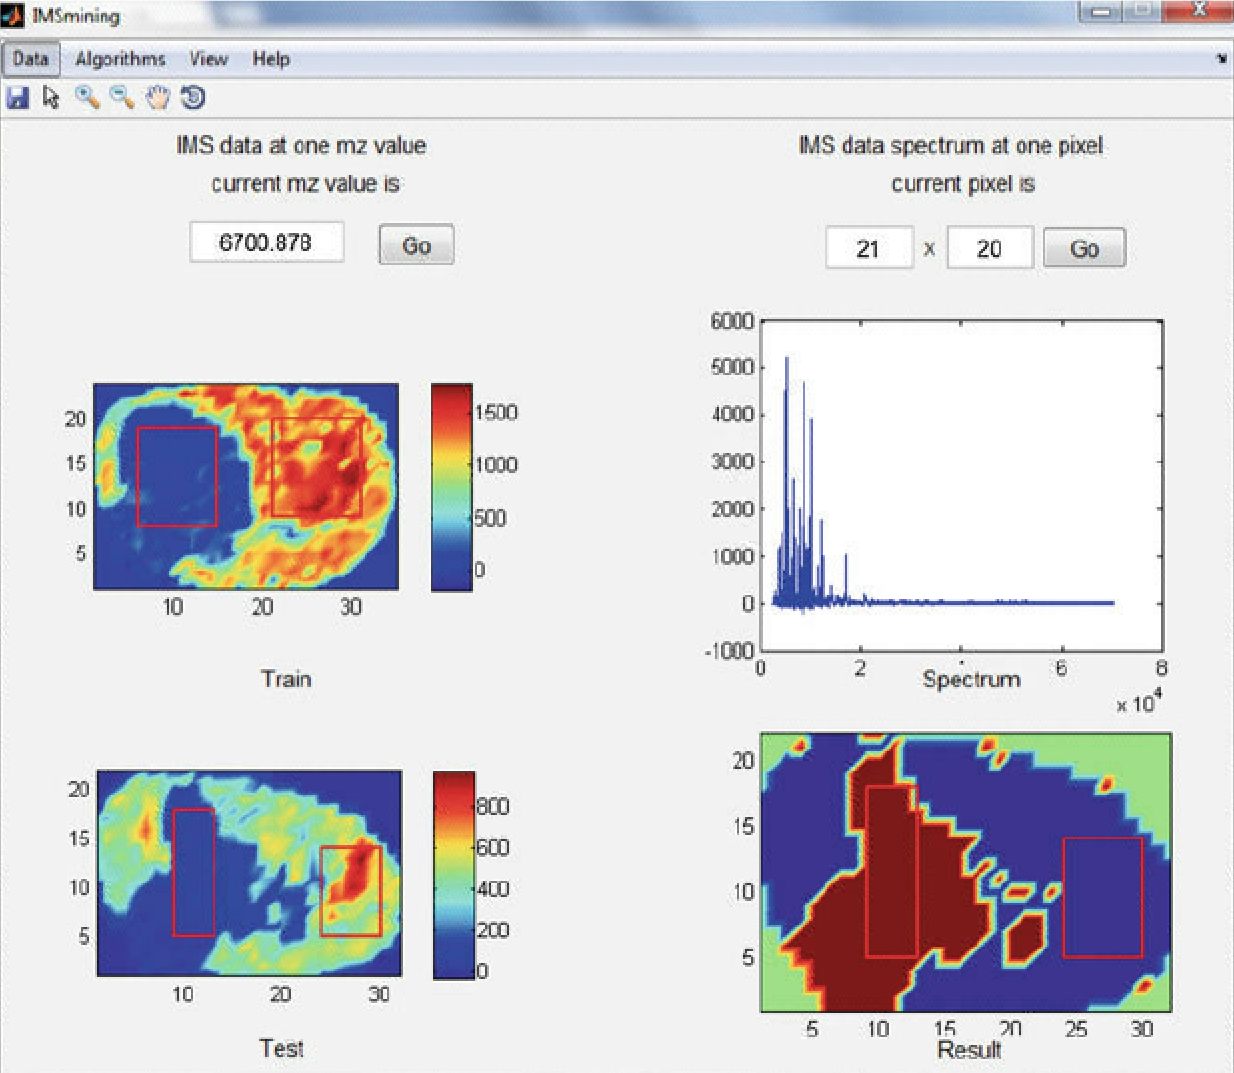 IMSmining
Data Algorithms View Help
IMS data at one mz value
current mz value is
6700.878 Go
IMS data spectrum at one pixel
current pixel is
21 x 20 Go
20
15
10
5
10 20 30
1500
1000
500
0
Train
6000
5000
4000
3000
2000
1000
0
-1000
0 2 6 8
Spectrum
x 10^4
20
15
10
5
10 20 30
800
600
400
200
0
Test
20
15
10
5
5 10 15 20 25 30
Result